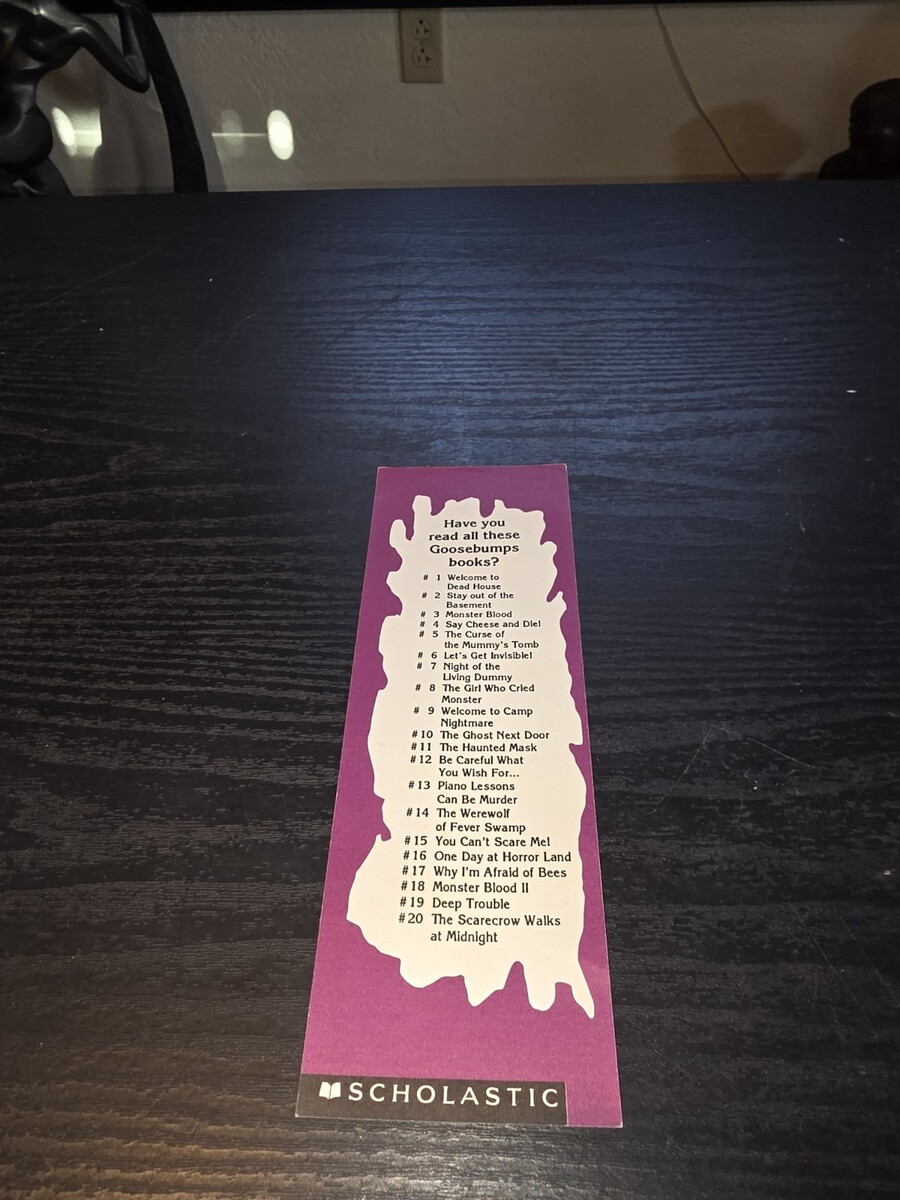 Have you
read all these
Goosebumps
books?
# 1 Welcome to
Dead House
# 2 Stay out of the
Basement
# 3 Monster Blood
# 4 Say Cheese and Die!
# 5 The Curse of
the Mummy's Tomb
# 6 Let's Get Invisible!
# 7 Night of the
Living Dummy
# 8 The Girl Who Cried
Monster
# 9 Welcome to Camp
Nightmare
#10 The Ghost Next Door
#11 The Haunted Mask
#12 Be Careful What
You Wish For...
#13 Piano Lessons
Can Be Murder
#14 The Werewolf
of Fever Swamp
#15 You Can't Scare Me!
#16 One Day at Horror Land
#17 Why I'm Afraid of Bees
#18 Monster Blood II
#19 Deep Trouble
#20 The Scarecrow Walks
at Midnight
SCHOLASTIC